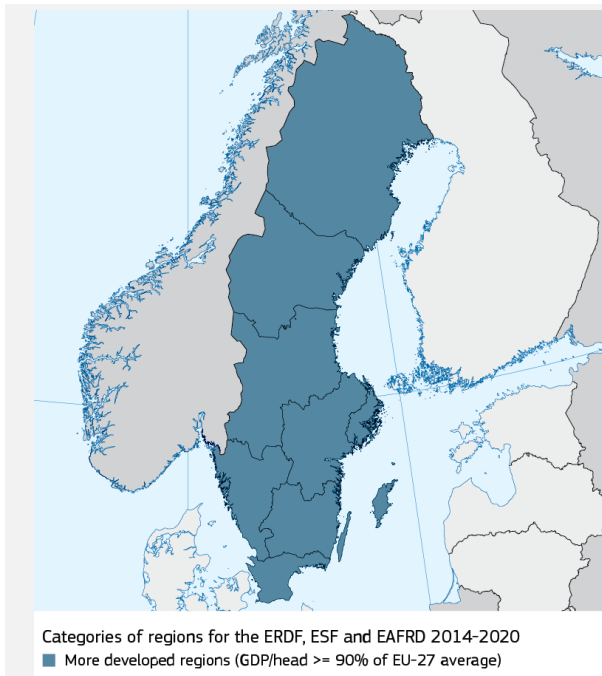 Categories of regions for the ERDF, ESF and EAFRD 2014-2020
More developed regions (GDP/head >= 90% of EU-27 average)